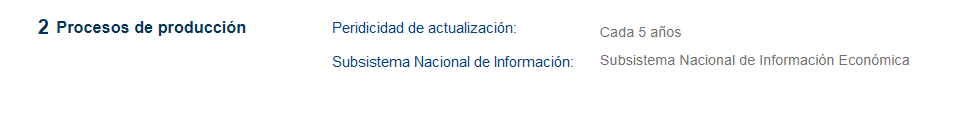 2 Procesos de producción
Peridicidad de actualización: Cada 5 años
Subsistema Nacional de Información: Subsistema Nacional de Información Económica